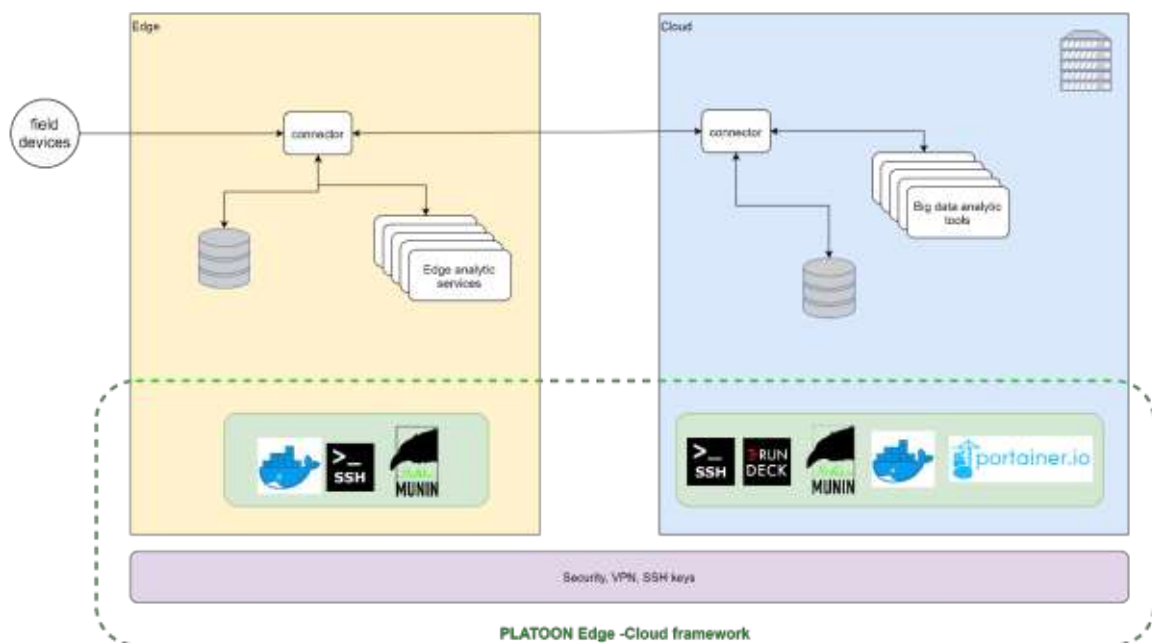 Edge
Cloud
field
devices
connector
connector
Big data analytic
tools
Edge analytic
services
>_
SSH
MUNIN
>_
SSH
RUN
DECK
MUNIN
portainer.io
Security, VPN, SSH keys
PLATOON Edge -Cloud framework